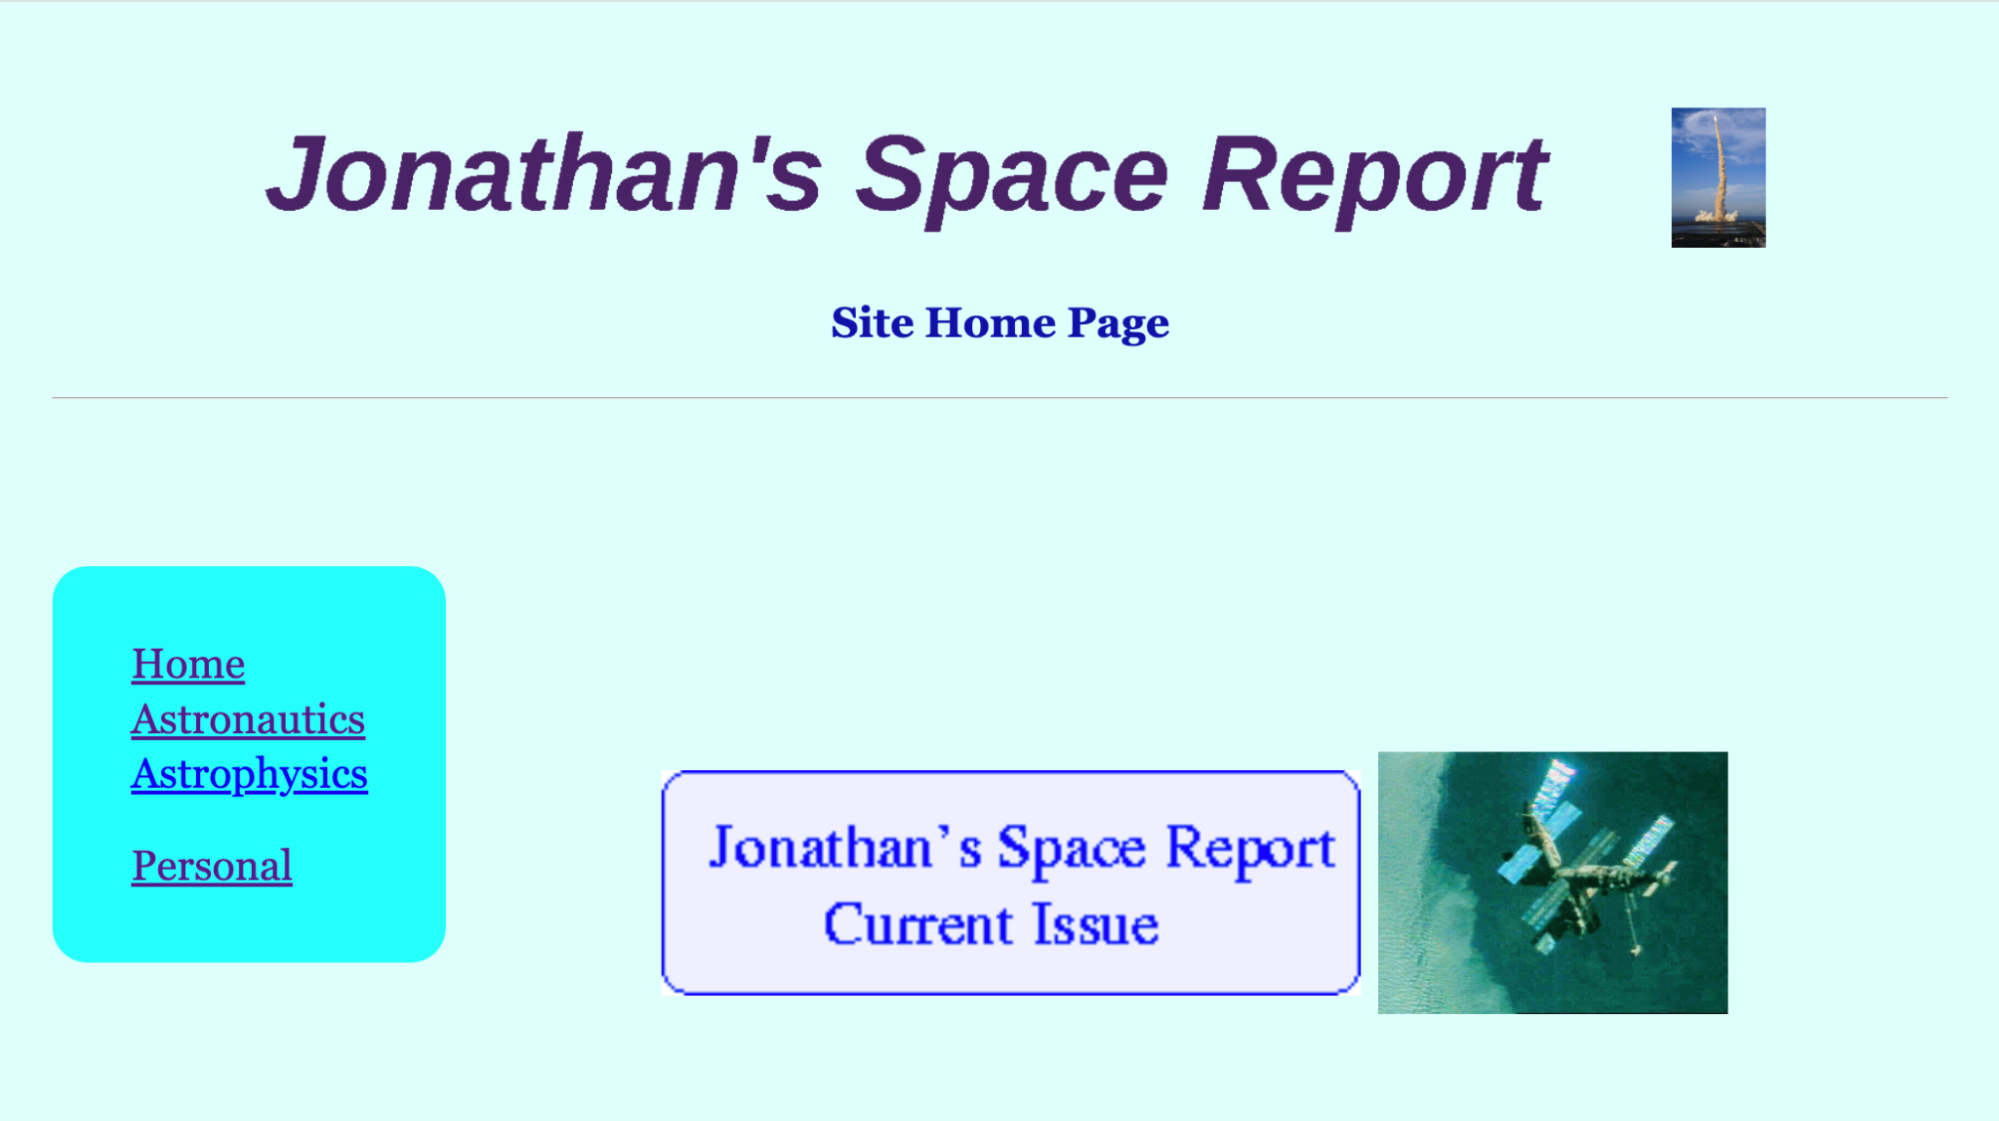 Jonathan's Space Report
Site Home Page
Home
Astronautics
Astrophysics
Personal
Jonathan's Space Report
Current Issue